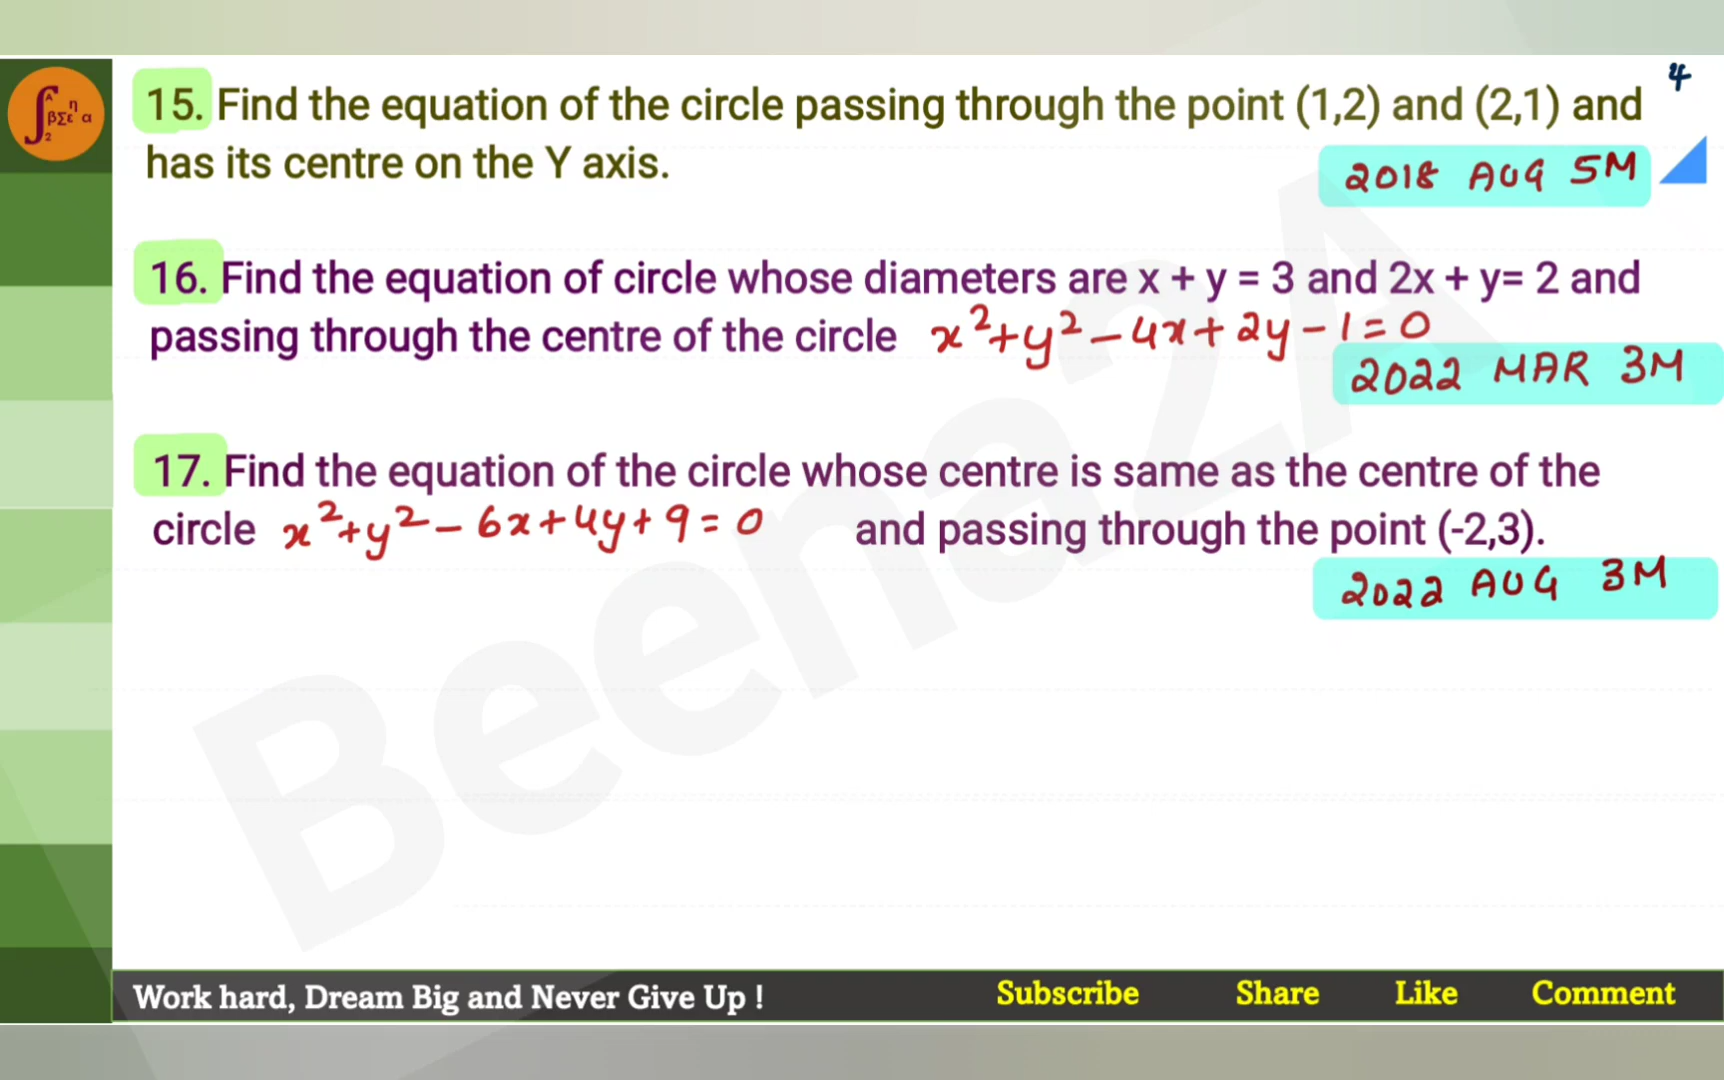 4
15. Find the equation of the circle passing through the point (1,2) and (2,1) and
has its centre on the Y axis.
2018 AUG 5M
16. Find the equation of circle whose diameters are x + y = 3 and 2x + y= 2 and
passing through the centre of the circle x²+y²-4x+2y-1=0
2022 MAR 3M
17. Find the equation of the circle whose centre is same as the centre of the
circle x²+y²-6x+4y+9=0 and passing through the point (-2,3).
2022 AUG 3M
Beena2A
Work hard, Dream Big and Never Give Up ! Subscribe Share Like Comment